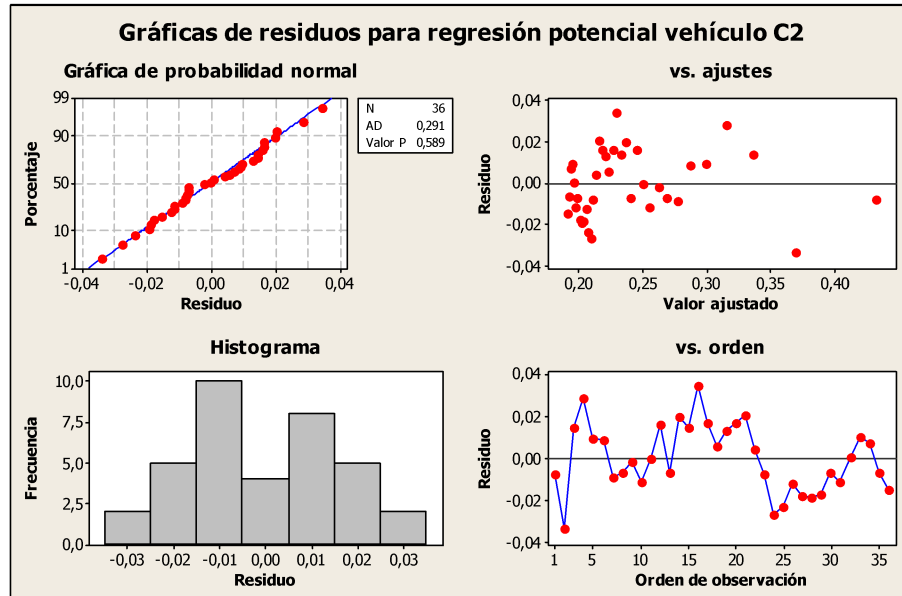 Gráficas de residuos para regresión potencial vehículo C2
Gráfica de probabilidad normal
Porcentaje
99
90
50
10
1
-0,04
-0,02
0,00
0,02
0,04
Residuo
N 36
AD 0,291
Valor P 0,589
vs. ajustes
Residuo
0,04
0,02
0,00
-0,02
-0,04
0,20
0,25
0,30
0,35
0,40
Valor ajustado
Histograma
Frecuencia
10,0
7,5
5,0
2,5
0,0
-0,03
-0,02
-0,01
0,00
0,01
0,02
0,03
Residuo
vs. orden
Residuo
0,04
0,02
0,00
-0,02
-0,04
1
5
10
15
20
25
30
35
Orden de observación